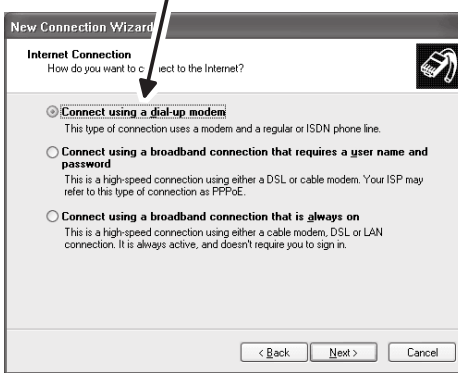 New Connection Wizard
Internet Connection
How do you want to connect to the Internet?
Connect using a dial-up modem
This type of connection uses a modem and a regular or ISDN phone line.
Connect using a broadband connection that requires a user name and
password
This is a high-speed connection using either a DSL or cable modem. Your ISP may
refer to this type of connection as PPPoE.
Connect using a broadband connection that is always on
This is a high-speed connection using either a cable modem, DSL or LAN
connection. It is always active, and doesn't require you to sign in.
< Back
Next >
Cancel